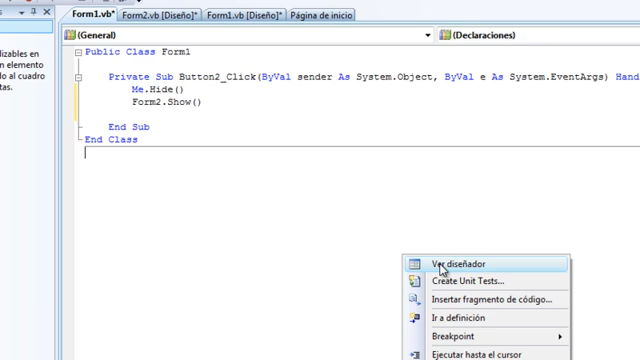 Form1.vb* Form2.vb [Diseño]* Form1.vb [Diseño]* Página de inicio
(General) (Declaraciones)
lizables en
n elemento
o al cuadro
tas.
Public Class Form1
Private Sub Button2_Click(ByVal sender As System.Object, ByVal e As System.EventArgs) Hand
Me.Hide()
Form2.Show()
End Sub
End Class
Ver diseñador
Create Unit Tests...
Insertar fragmento de código...
Ir a definición
Breakpoint
Ejecutar hasta el cursor